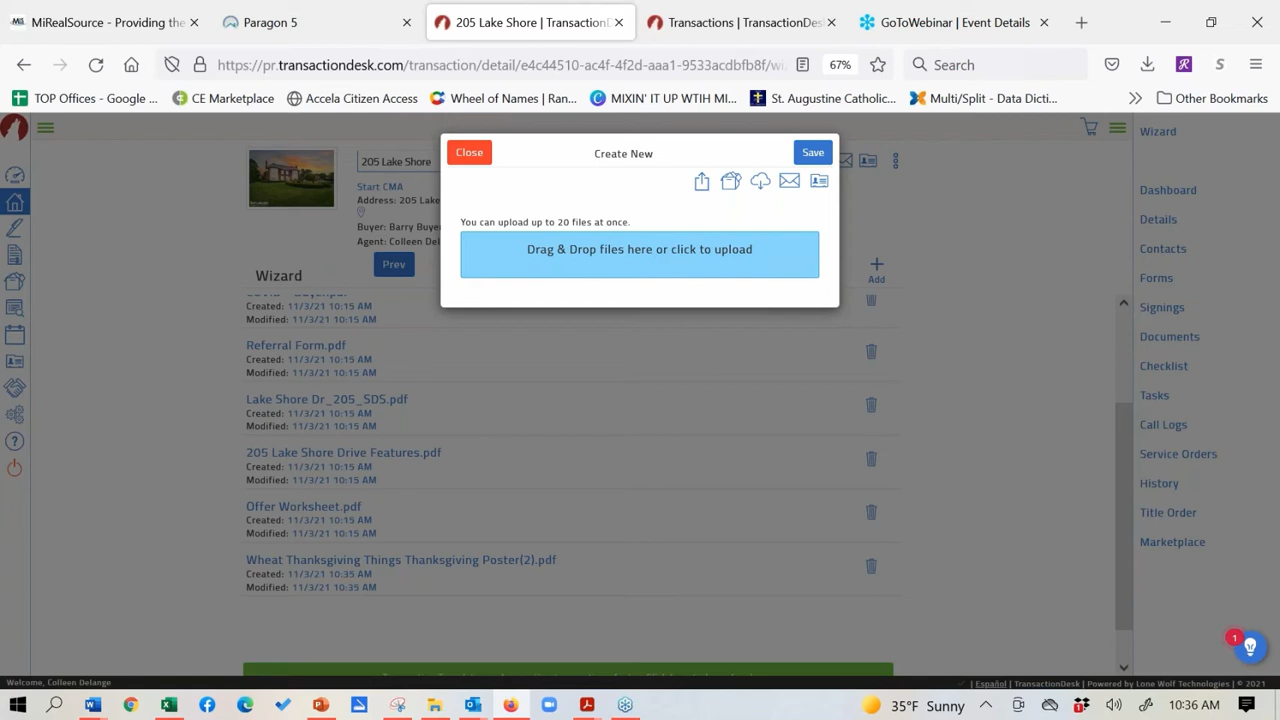 MiRealSource - Providing the
Paragon 5
205 Lake Shore | TransactionD
Transactions | TransactionDes
GoToWebinar | Event Details
https://pr.transactiondesk.com/transaction/detail/e4c44510-ac4f-4f2d-aaa1-9533acdbfb8f/wi
67%
Search
TOP Offices - Google ...
CE Marketplace
Accela Citizen Access
Wheel of Names | Ran...
MIXIN' IT UP WTIH MI...
St. Augustine Catholic...
Multi/Split - Data Dicti...
Other Bookmarks
205 Lake Shore
Start CMA
Address: 205 Lak
Buyer: Barry Buye
Agent: Colleen Del
Prev
Wizard
Add
Close
Create New
Save
You can upload up to 20 files at once.
Drag & Drop files here or click to upload
Created: 11/3/21 10:15 AM
Modified: 11/3/21 10:15 AM
Referral Form.pdf
Created: 11/3/21 10:15 AM
Modified: 11/3/21 10:15 AM
Lake Shore Dr_205_SDS.pdf
Created: 11/3/21 10:15 AM
Modified: 11/3/21 10:15 AM
205 Lake Shore Drive Features.pdf
Created: 11/3/21 10:15 AM
Modified: 11/3/21 10:15 AM
Offer Worksheet.pdf
Created: 11/3/21 10:15 AM
Modified: 11/3/21 10:15 AM
Wheat Thanksgiving Things Thanksgiving Poster(2).pdf
Created: 11/3/21 10:35 AM
Modified: 11/3/21 10:35 AM
Wizard
Dashboard
Details
Contacts
Forms
Signings
Documents
Checklist
Tasks
Call Logs
Service Orders
History
Title Order
Marketplace
1
Welcome, Colleen Delange
| Español | TransactionDesk | Powered by Lone Wolf Technologies | © 2021
35°F Sunny
10:36 AM